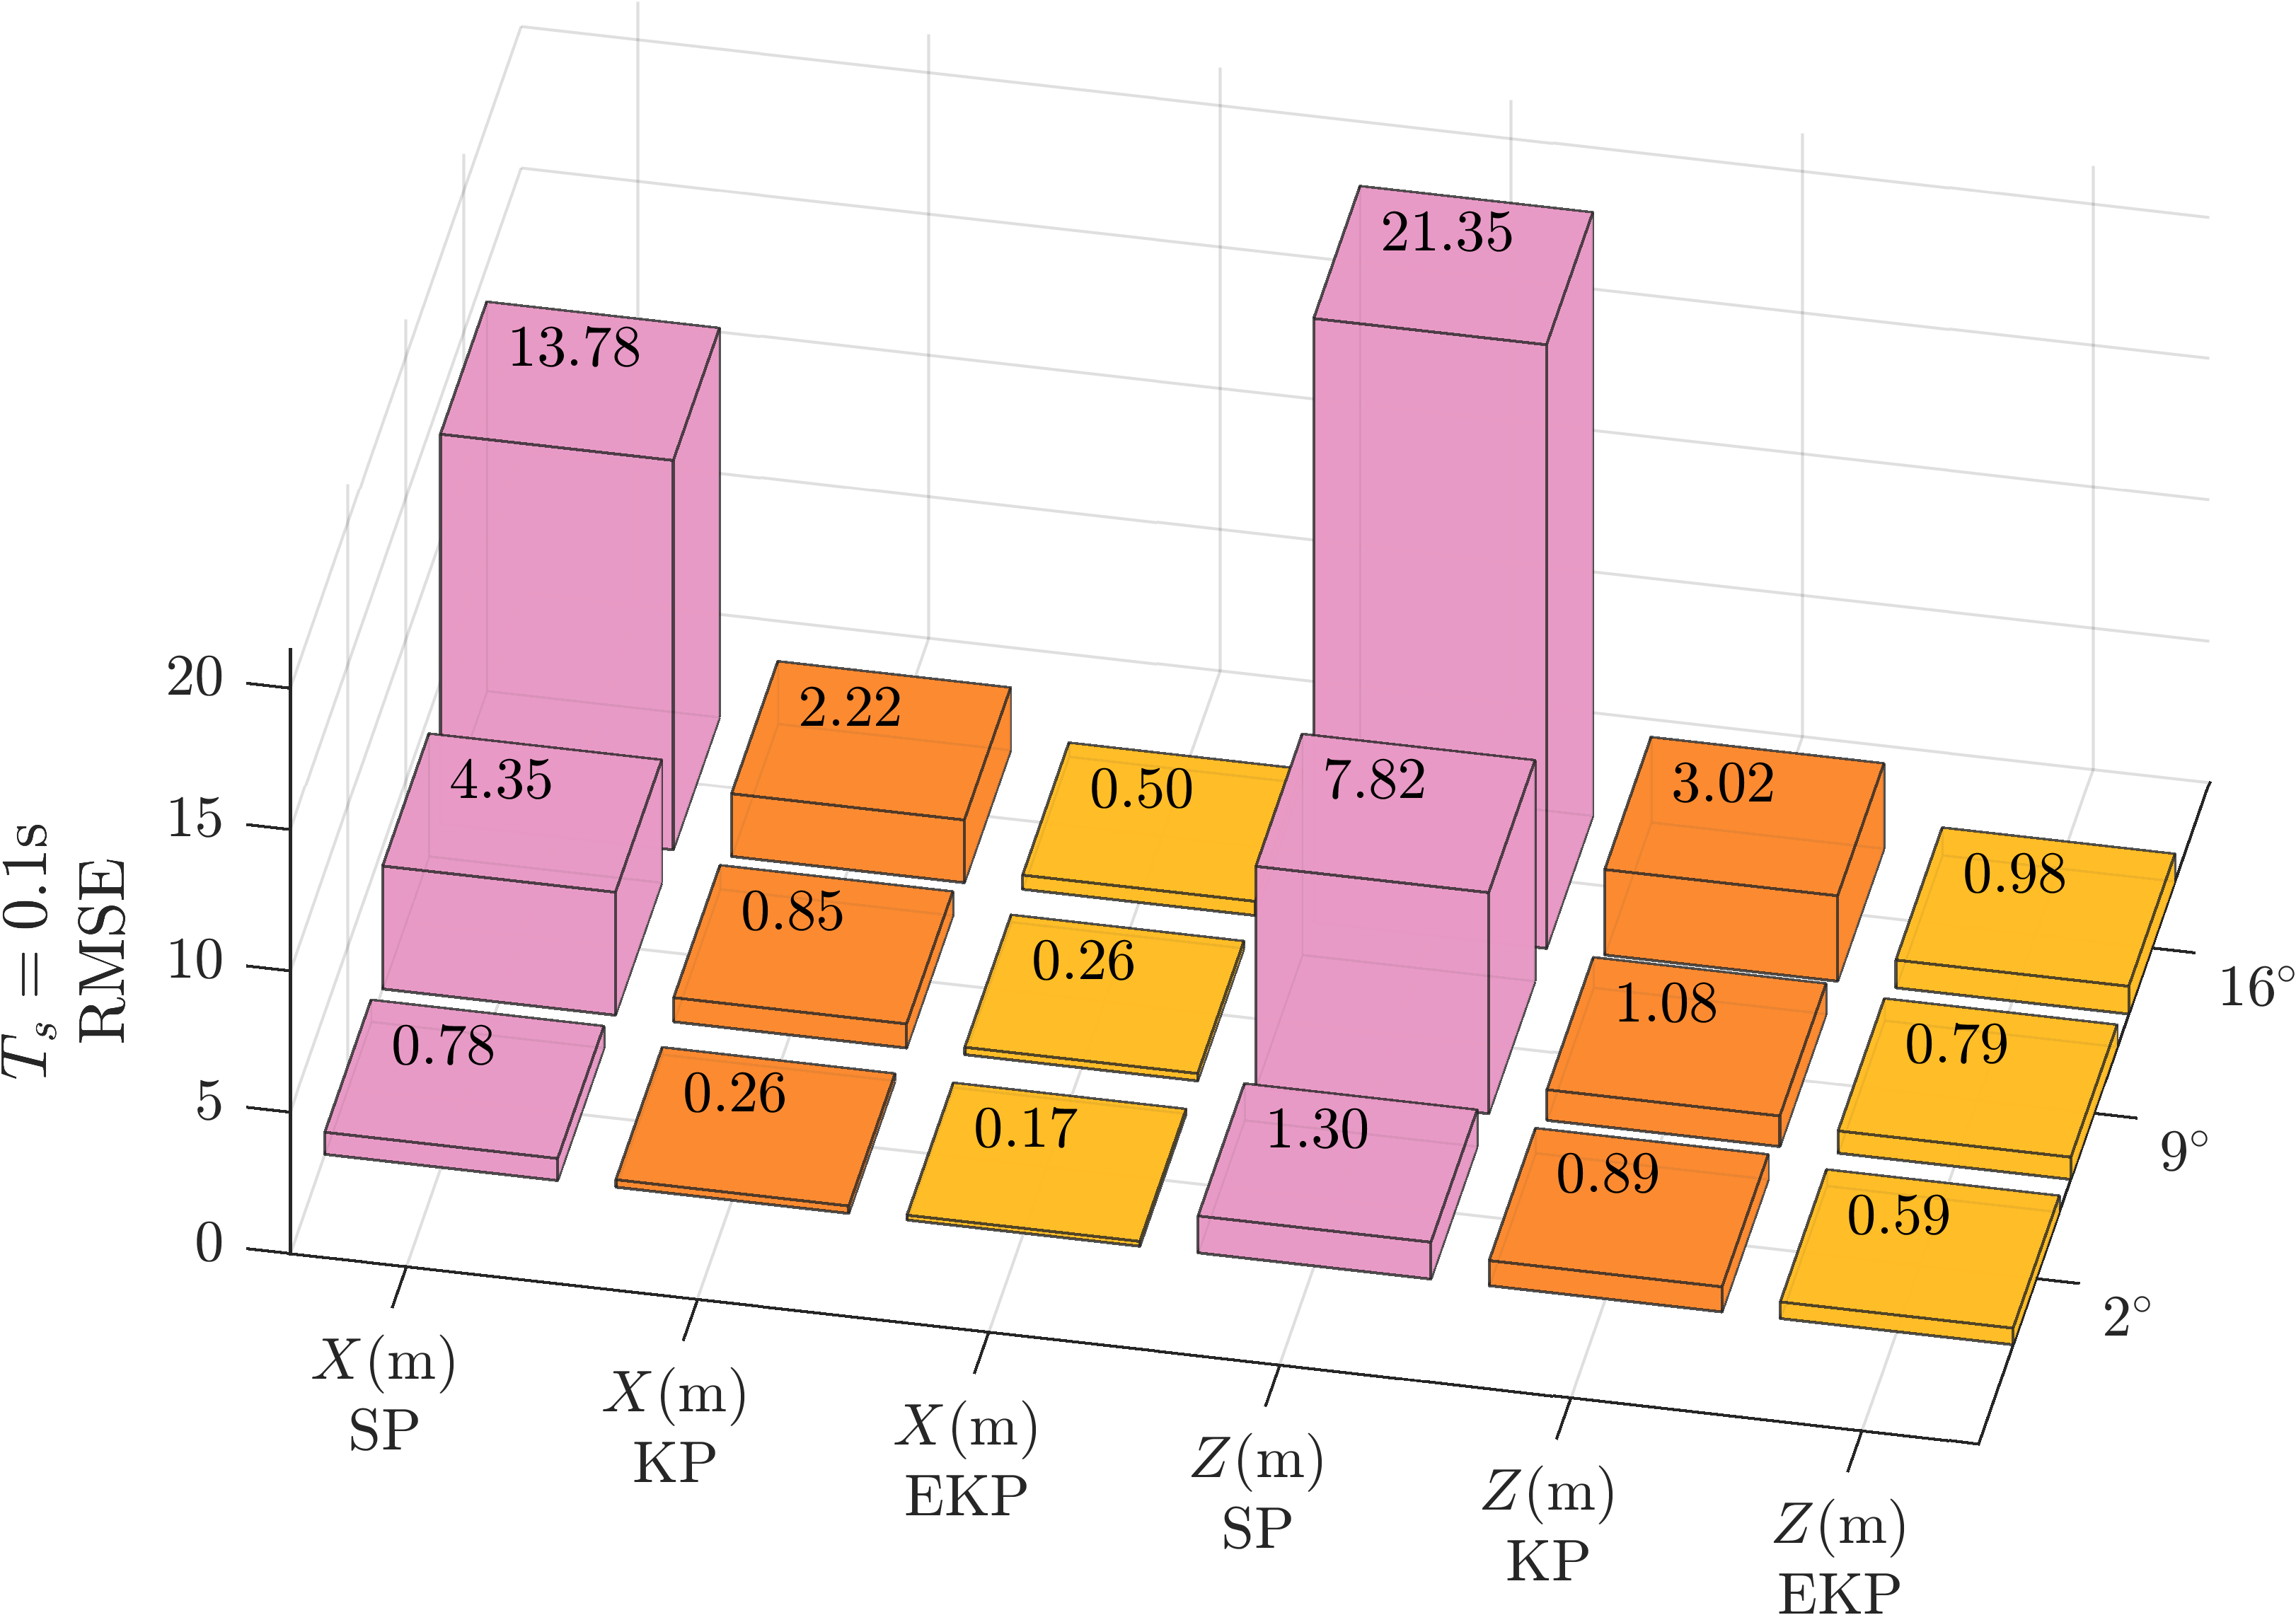 21.35
13.78
20
15
10
5
0
T_s = 0.1s
RMSE
2.22
0.50
3.02
0.98
4.35
0.85
0.26
7.82
1.08
0.79
0.78
0.26
0.17
1.30
0.89
0.59
16°
9°
2°
X(m)
SP
X(m)
KP
X(m)
EKP
Z(m)
SP
Z(m)
KP
Z(m)
EKP